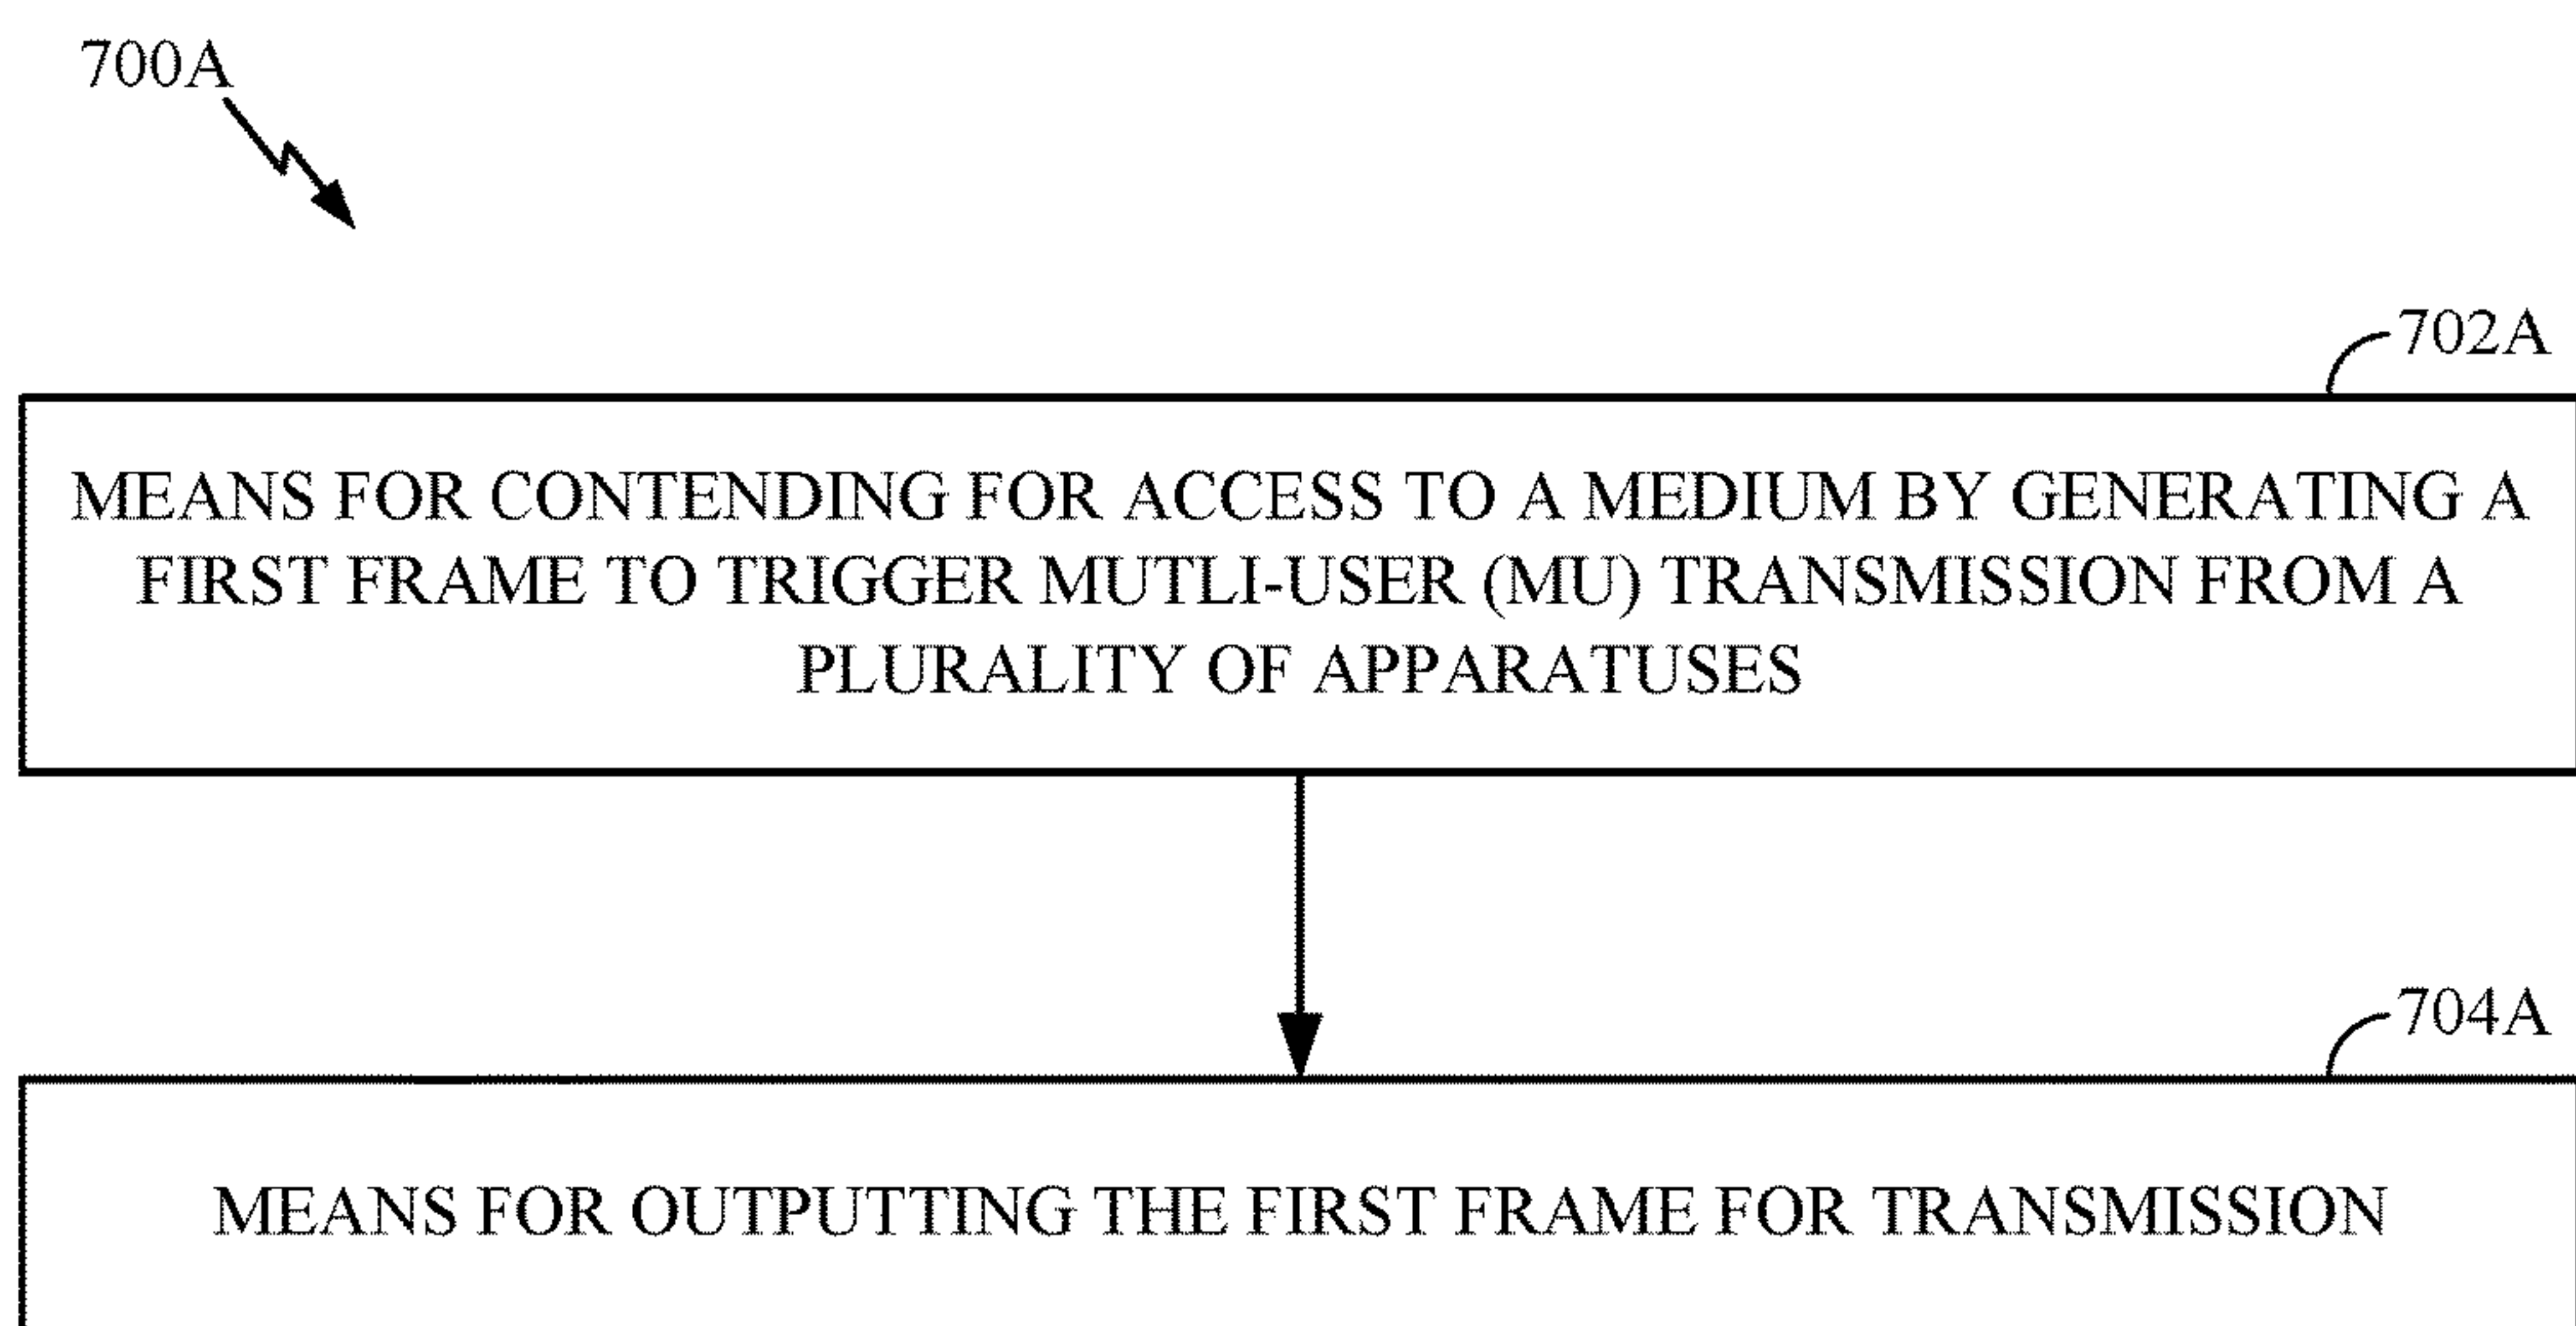 700A
702A
MEANS FOR CONTENDING FOR ACCESS TO A MEDIUM BY GENERATING A
FIRST FRAME TO TRIGGER MUTLI-USER (MU) TRANSMISSION FROM A
PLURALITY OF APPARATUSES
704A
MEANS FOR OUTPUTTING THE FIRST FRAME FOR TRANSMISSION